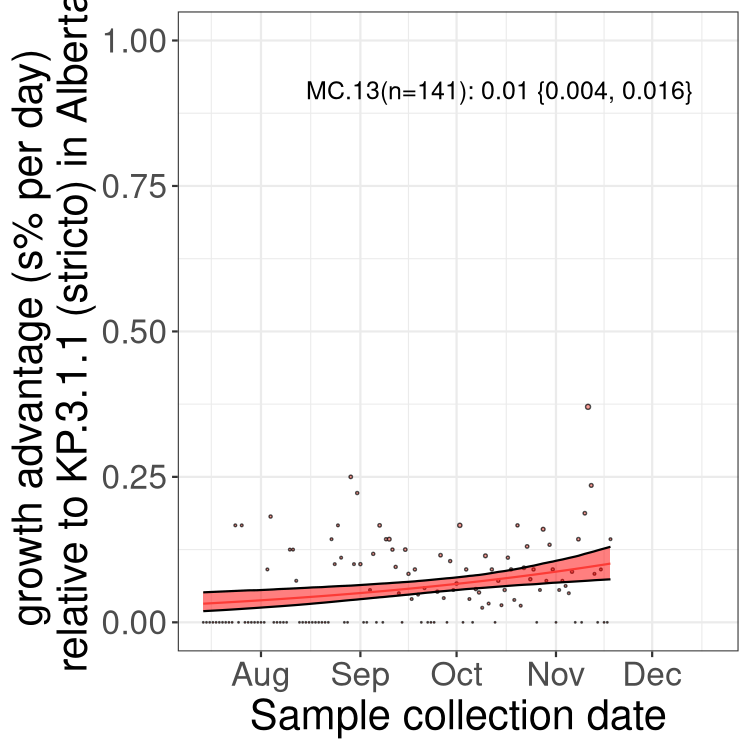 growth advantage (s% per day)
relative to KP.3.1.1 (stricto) in Alberta
1.00
0.75
0.50
0.25
0.00
MC.13(n=141): 0.01 {0.004, 0.016}
Aug Sep Oct Nov Dec
Sample collection date